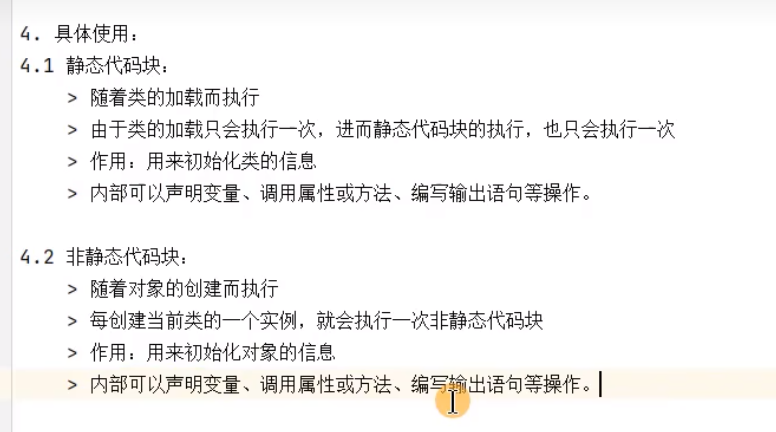 4. 具体使用：
4.1 静态代码块：
> 随着类的加载而执行
> 由于类的加载只会执行一次，进而静态代码块的执行，也只会执行一次
> 作用：用来初始化类的信息
> 内部可以声明变量、调用属性或方法、编写输出语句等操作。
4.2 非静态代码块：
> 随着对象的创建而执行
> 每创建当前类的一个实例，就会执行一次非静态代码块
> 作用：用来初始化对象的信息
> 内部可以声明变量、调用属性或方法、编写输出语句等操作。